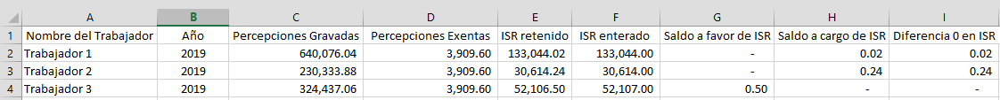 A B C D E F G H I
1 Nombre del Trabajador Año Percepciones Gravadas Percepciones Exentas ISR retenido ISR enterado Saldo a favor de ISR Saldo a cargo de ISR Diferencia 0 en ISR
2 Trabajador 1 2019 640,076.04 3,909.60 133,044.02 133,044.00 - 0.02 0.02
3 Trabajador 2 2019 230,333.88 3,909.60 30,614.24 30,614.00 - 0.24 0.24
4 Trabajador 3 2019 324,437.06 3,909.60 52,106.50 52,107.00 0.50 - -